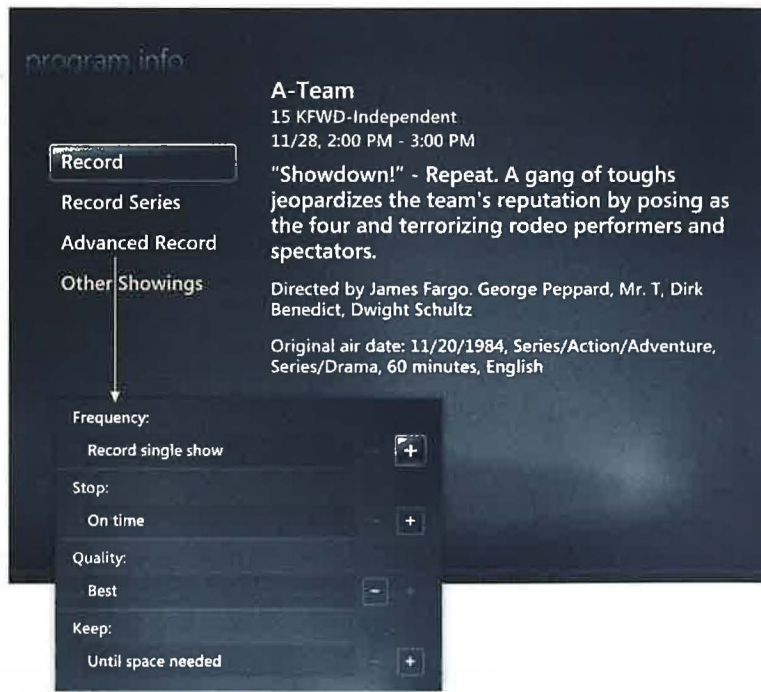 program info
A-Team
15 KFWD-Independent
11/28, 2:00 PM - 3:00 PM
Record
Record Series
Advanced Record
Other Showings
"Showdown!" - Repeat. A gang of toughs
jeopardizes the team's reputation by posing as
the four and terrorizing rodeo performers and
spectators.
Directed by James Fargo. George Peppard, Mr. T, Dirk
Benedict, Dwight Schultz
Original air date: 11/20/1984, Series/Action/Adventure,
Series/Drama, 60 minutes, English
Frequency:
Record single show - +
Stop:
On time - +
Quality:
Best - +
Keep:
Until space needed - +